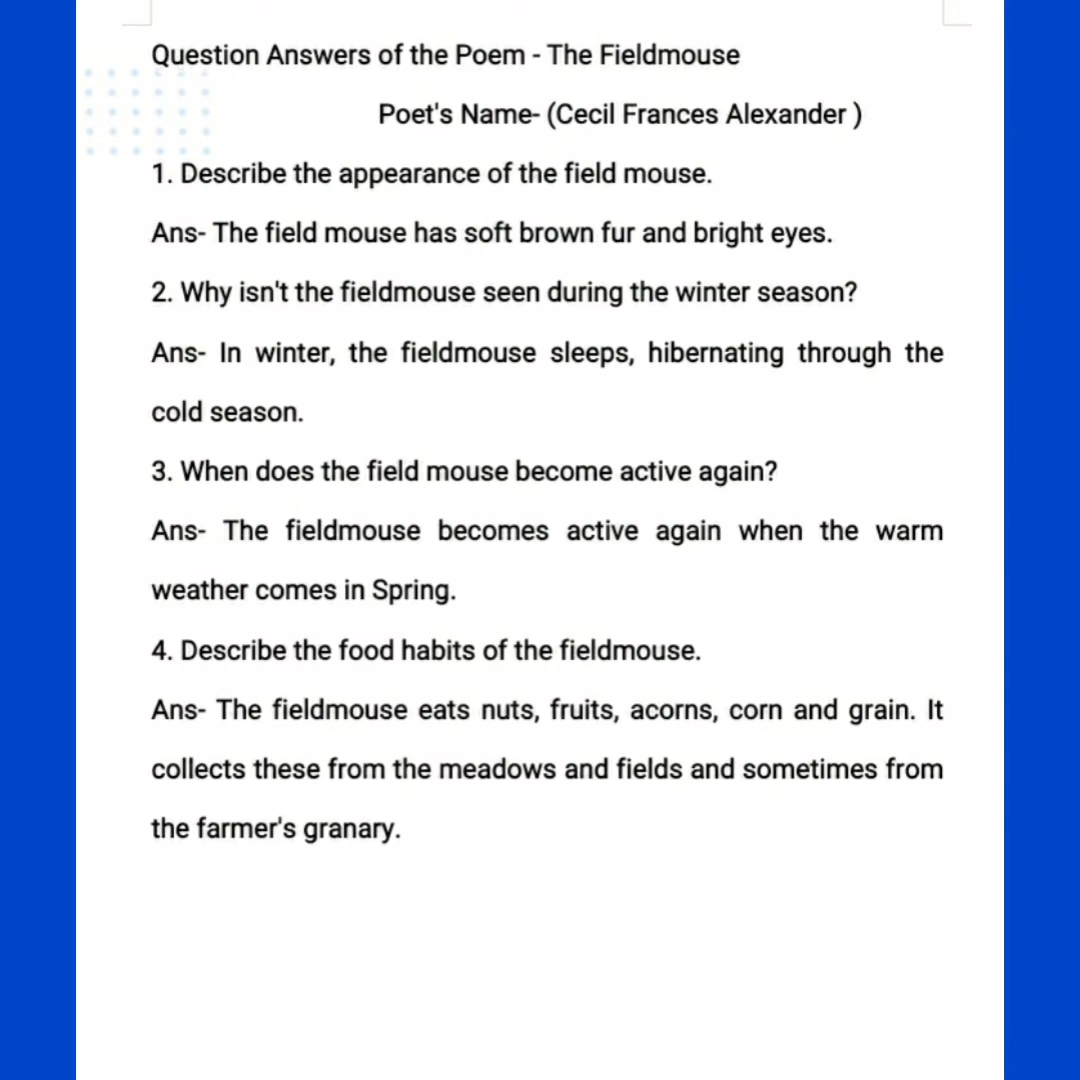 Question Answers of the Poem - The Fieldmouse
Poet's Name- (Cecil Frances Alexander )
1. Describe the appearance of the field mouse.
Ans- The field mouse has soft brown fur and bright eyes.
2. Why isn't the fieldmouse seen during the winter season?
Ans- In winter, the fieldmouse sleeps, hibernating through the
cold season.
3. When does the field mouse become active again?
Ans- The fieldmouse becomes active again when the warm
weather comes in Spring.
4. Describe the food habits of the fieldmouse.
Ans- The fieldmouse eats nuts, fruits, acorns, corn and grain. It
collects these from the meadows and fields and sometimes from
the farmer's granary.